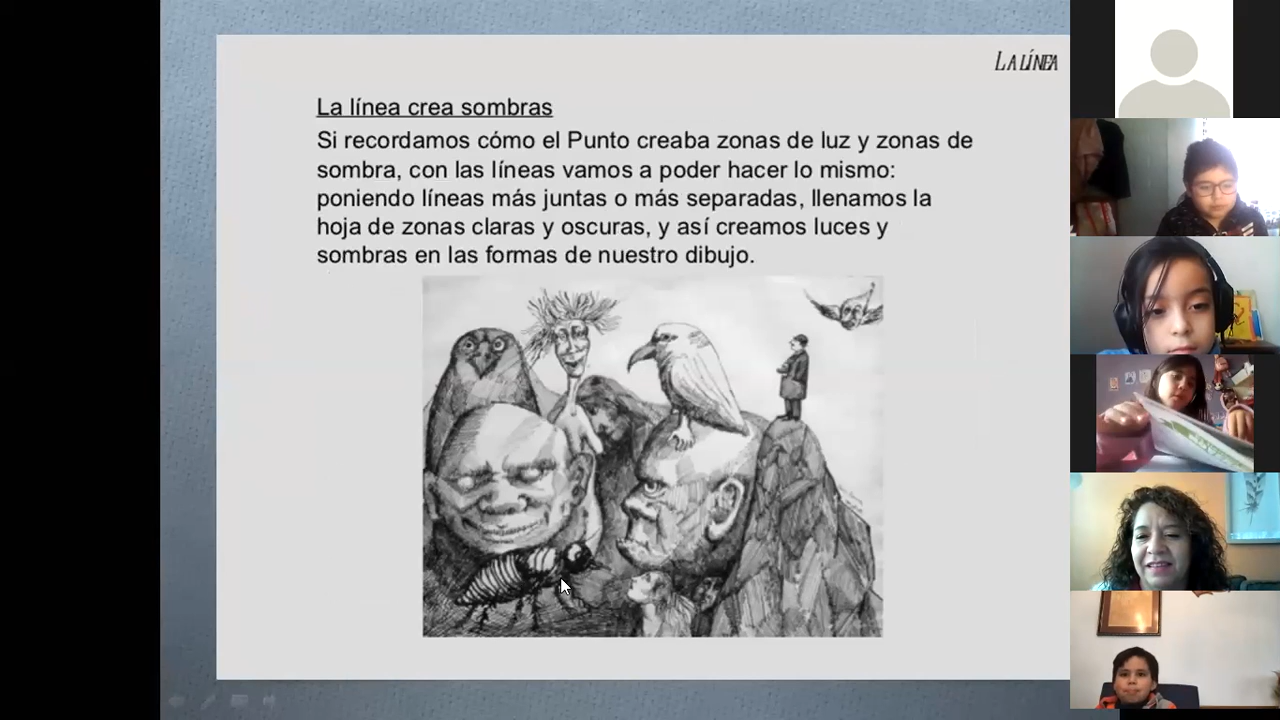 LA LÍNEA
La línea crea sombras
Si recordamos cómo el Punto creaba zonas de luz y zonas de
sombra, con las líneas vamos a poder hacer lo mismo:
poniendo líneas más juntas o más separadas, llenamos la
hoja de zonas claras y oscuras, y así creamos luces y
sombras en las formas de nuestro dibujo.